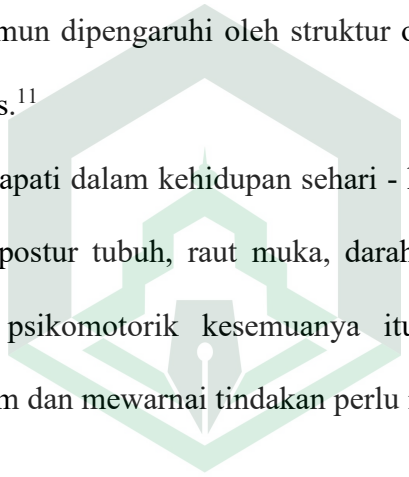 mun dipengaruhi oleh struktur
s.11
apati dalam kehidupan sehari -
postur tubuh, raut muka, darah
psikomotorik kesemuanya itu
m dan mewarnai tindakan perlu